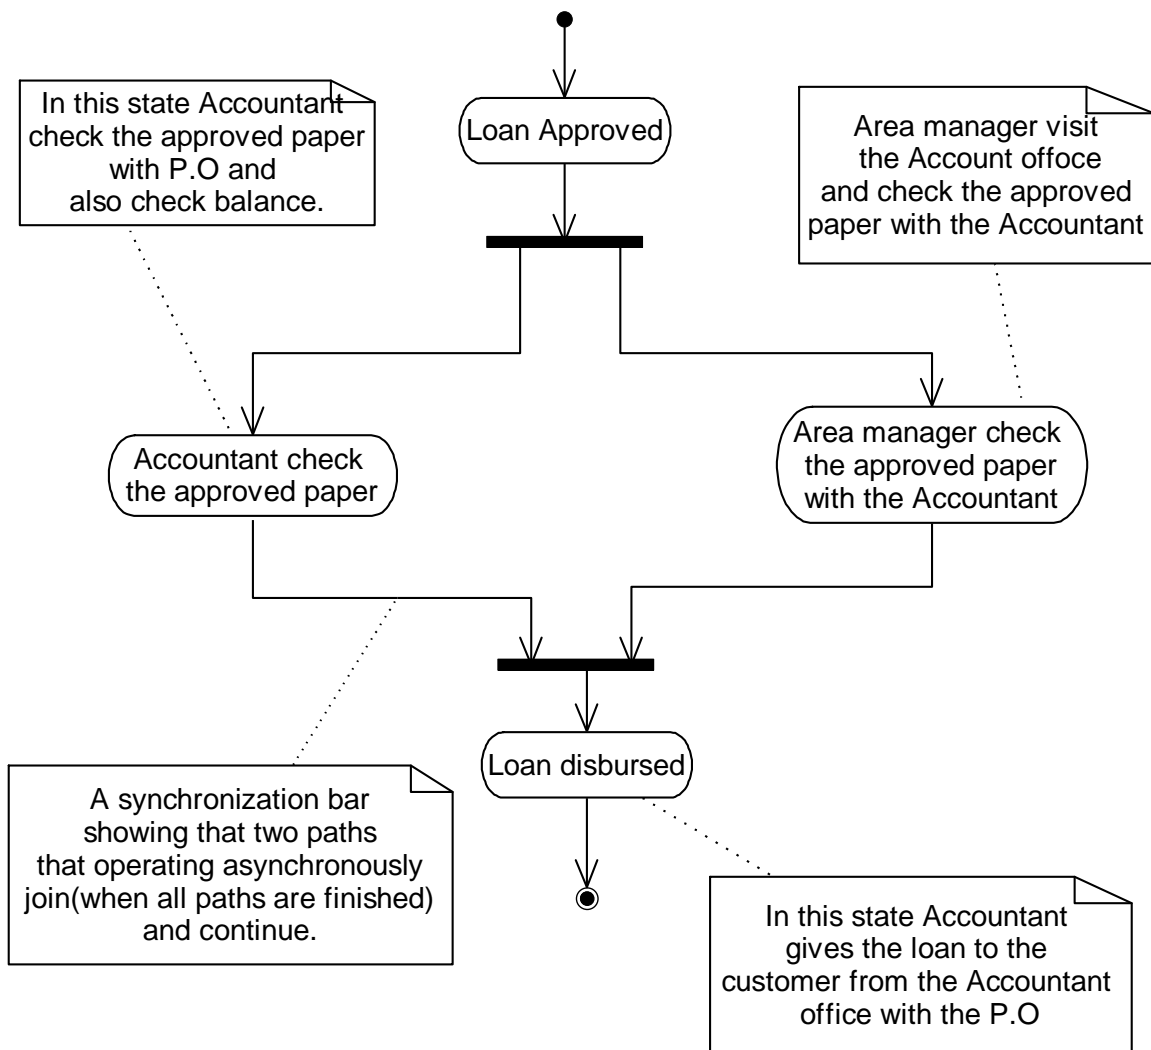 In this state Accountant
check the approved paper
with P.O and
also check balance.
Loan Approved
Area manager visit
the Account offoce
and check the approved
paper with the Accountant
Accountant check
the approved paper
Area manager check
the approved paper
with the Accountant
Loan disbursed
A synchronization bar
showing that two paths
that operating asynchronously
join(when all paths are finished)
and continue.
In this state Accountant
gives the loan to the
customer from the Accountant
office with the P.O